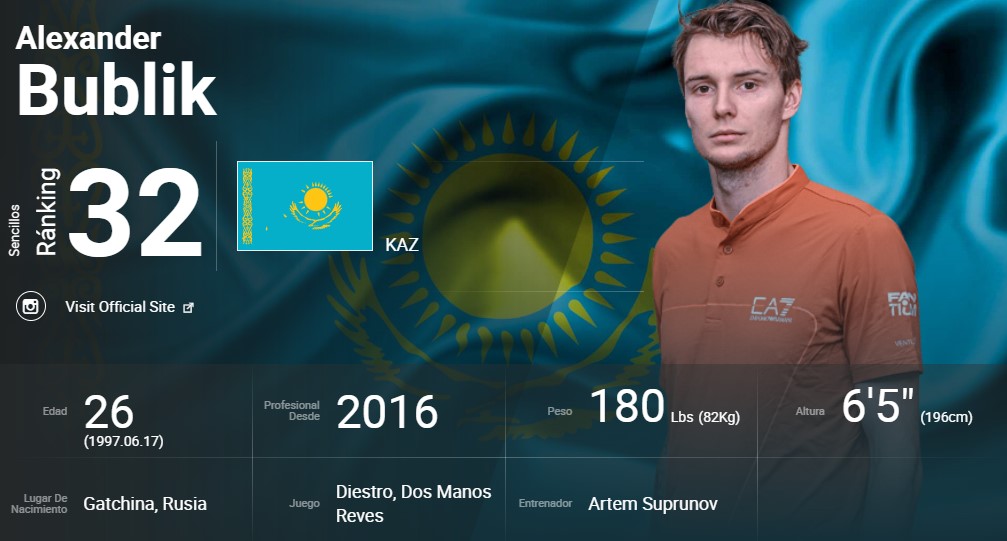 Alexander
Bublik
Sencillos
Ránking
32
KAZ
Visit Official Site
EA7
FAN
TICM
Edad
26
(1997.06.17)
Profesional
Desde
2016
Peso
180 Lbs (82Kg)
Altura
6'5" (196cm)
Lugar De
Nacimiento
Gatchina, Rusia
Juego
Diestro, Dos Manos
Reves
Entrenador
Artem Suprunov